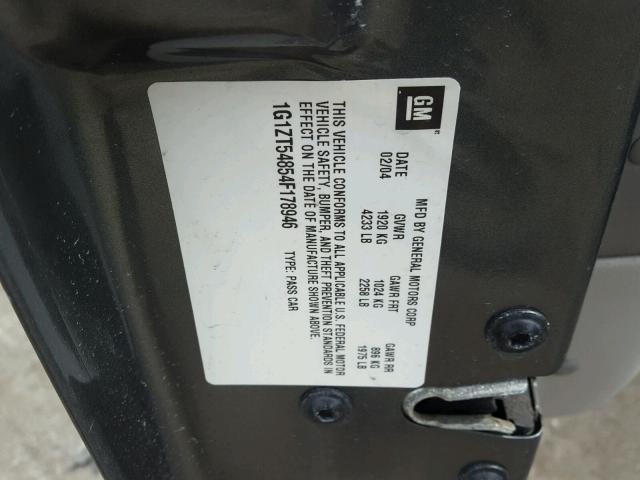 GM
MFD BY GENERAL MOTORS CORP
DATE GVWR GAWR FRT GAWR RR
02/04 1920 KG 1024 KG 896 KG
4233 LB 2258 LB 1975 LB
THIS VEHICLE CONFORMS TO ALL APPLICABLE U.S. FEDERAL MOTOR
VEHICLE SAFETY, BUMPER, AND THEFT PREVENTION STANDARDS IN
EFFECT ON THE DATE OF MANUFACTURE SHOWN ABOVE.
1G1ZT54854F178946 TYPE: PASS CAR